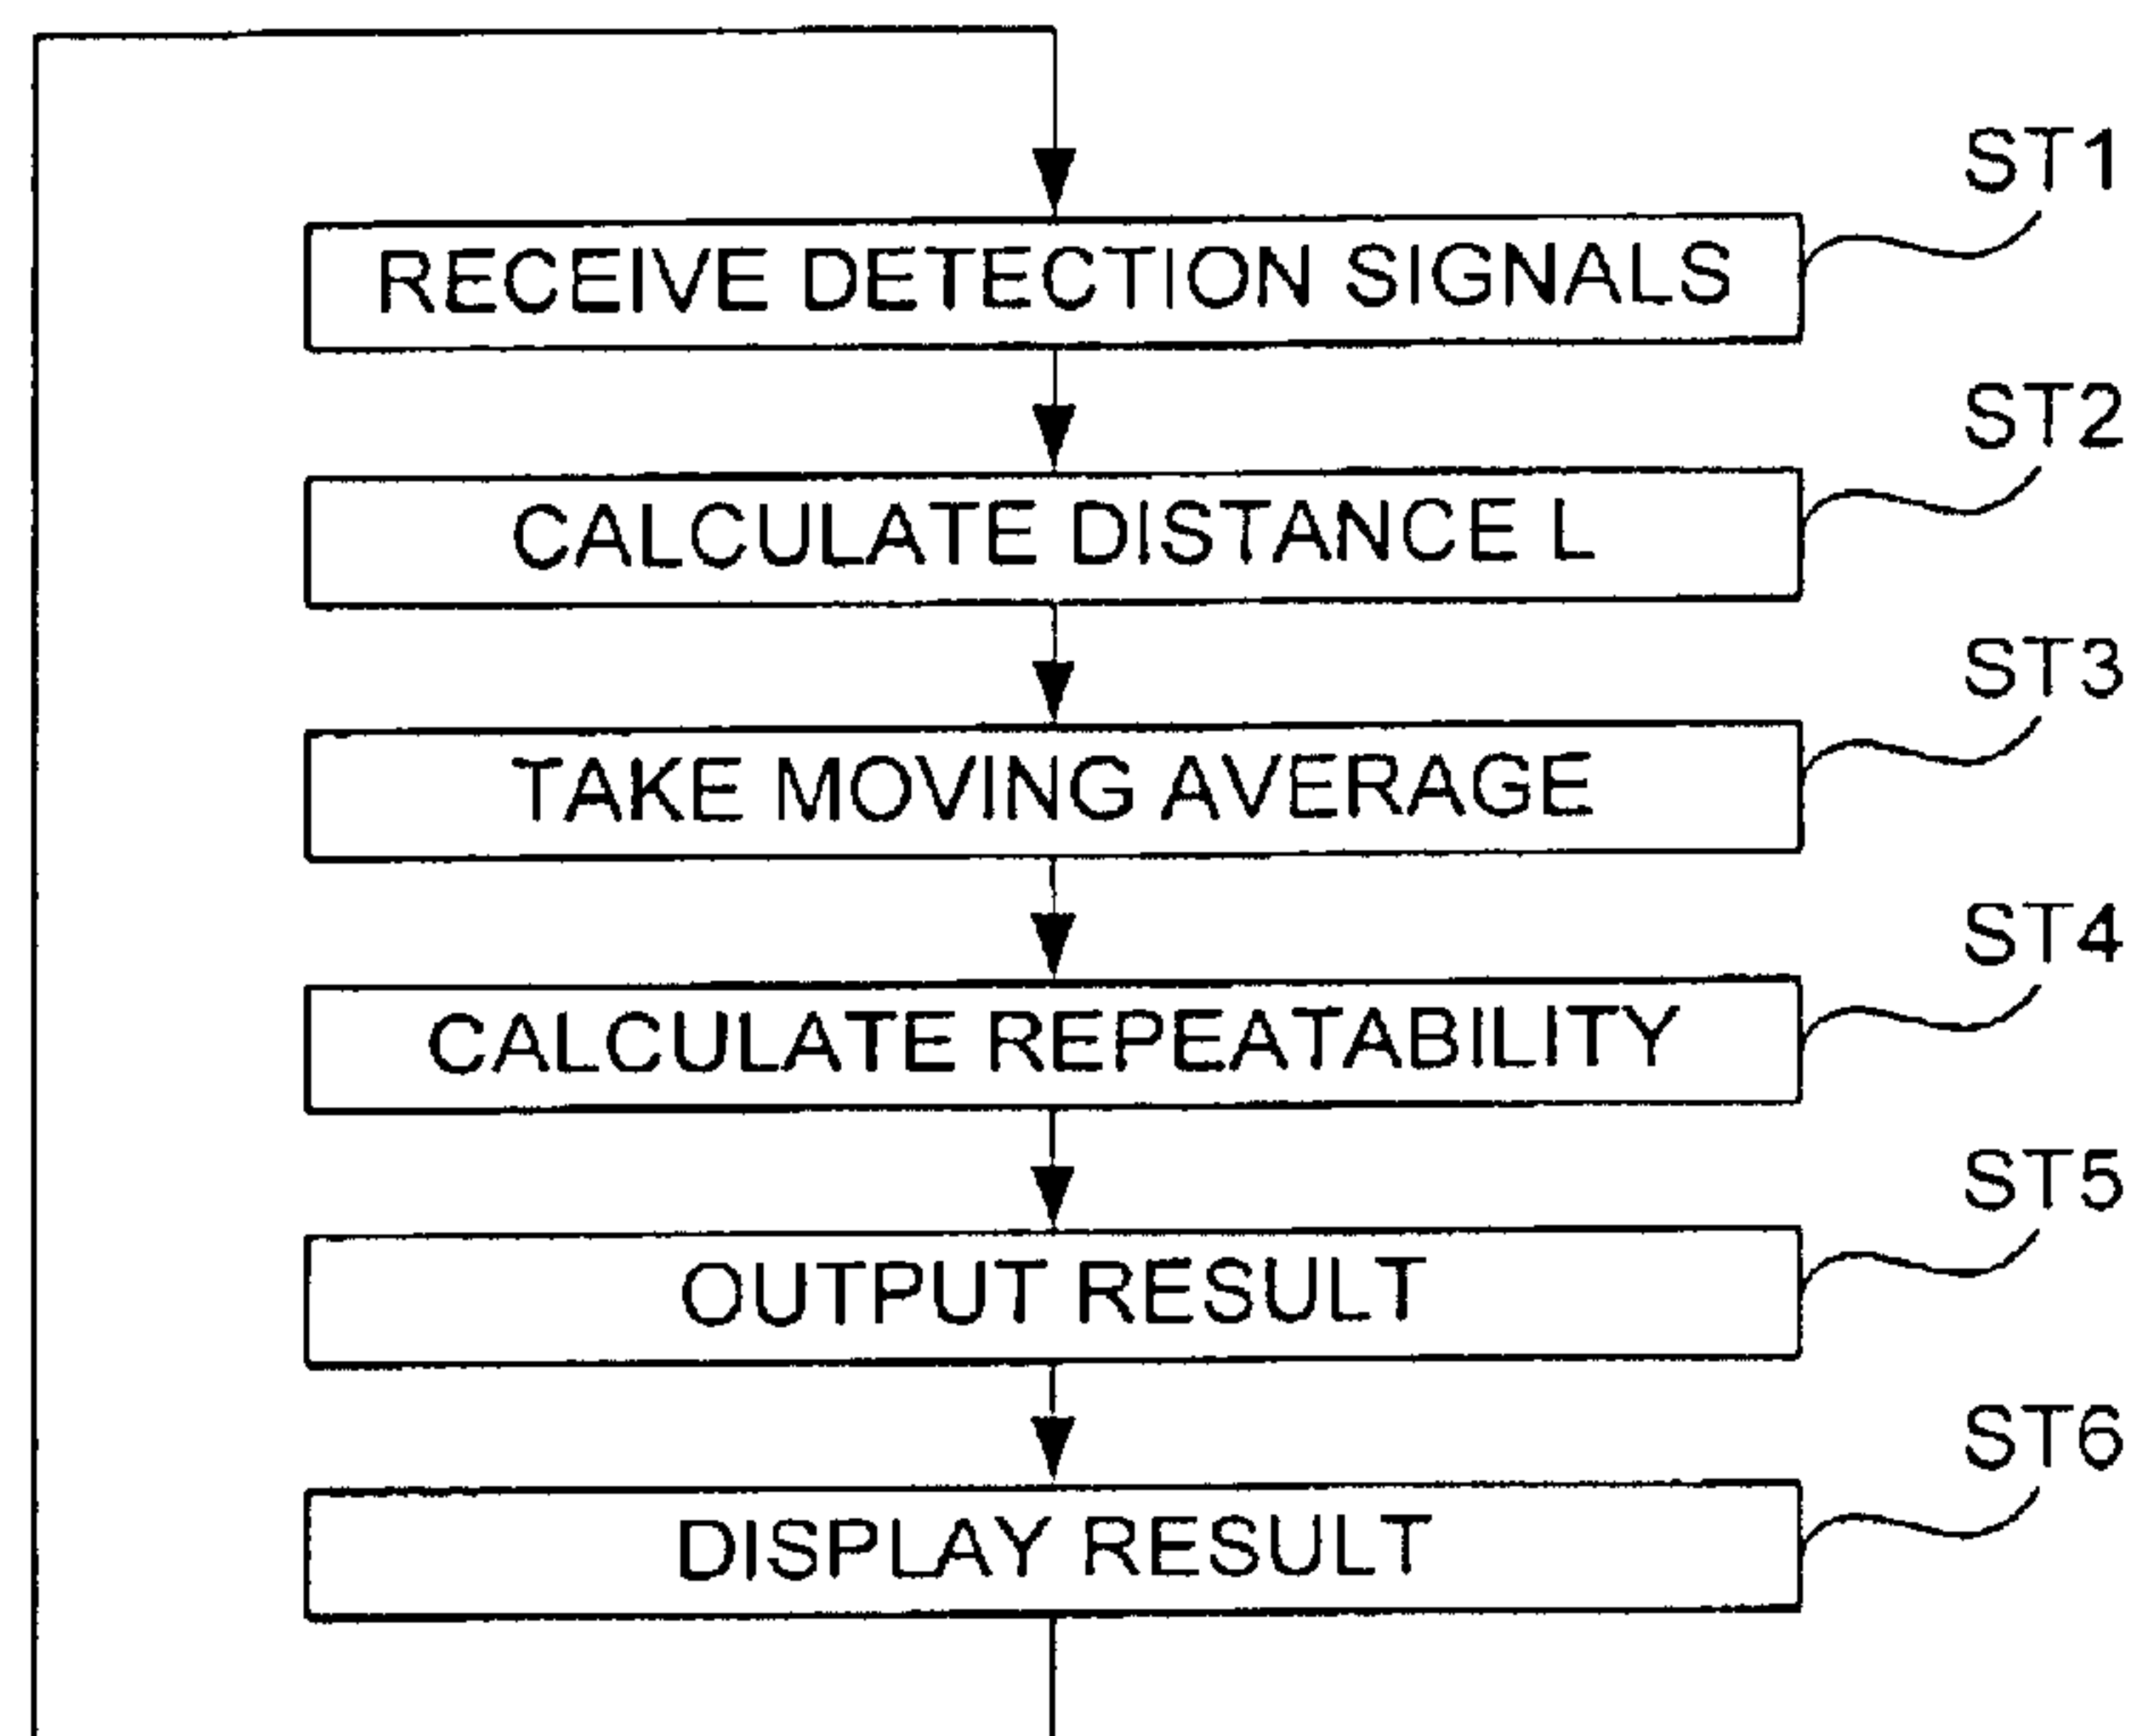 ST1
RECEIVE DETECTION SIGNALS
ST2
CALCULATE DISTANCE L
ST3
TAKE MOVING AVERAGE
ST4
CALCULATE REPEATABILITY
ST5
OUTPUT RESULT
ST6
DISPLAY RESULT